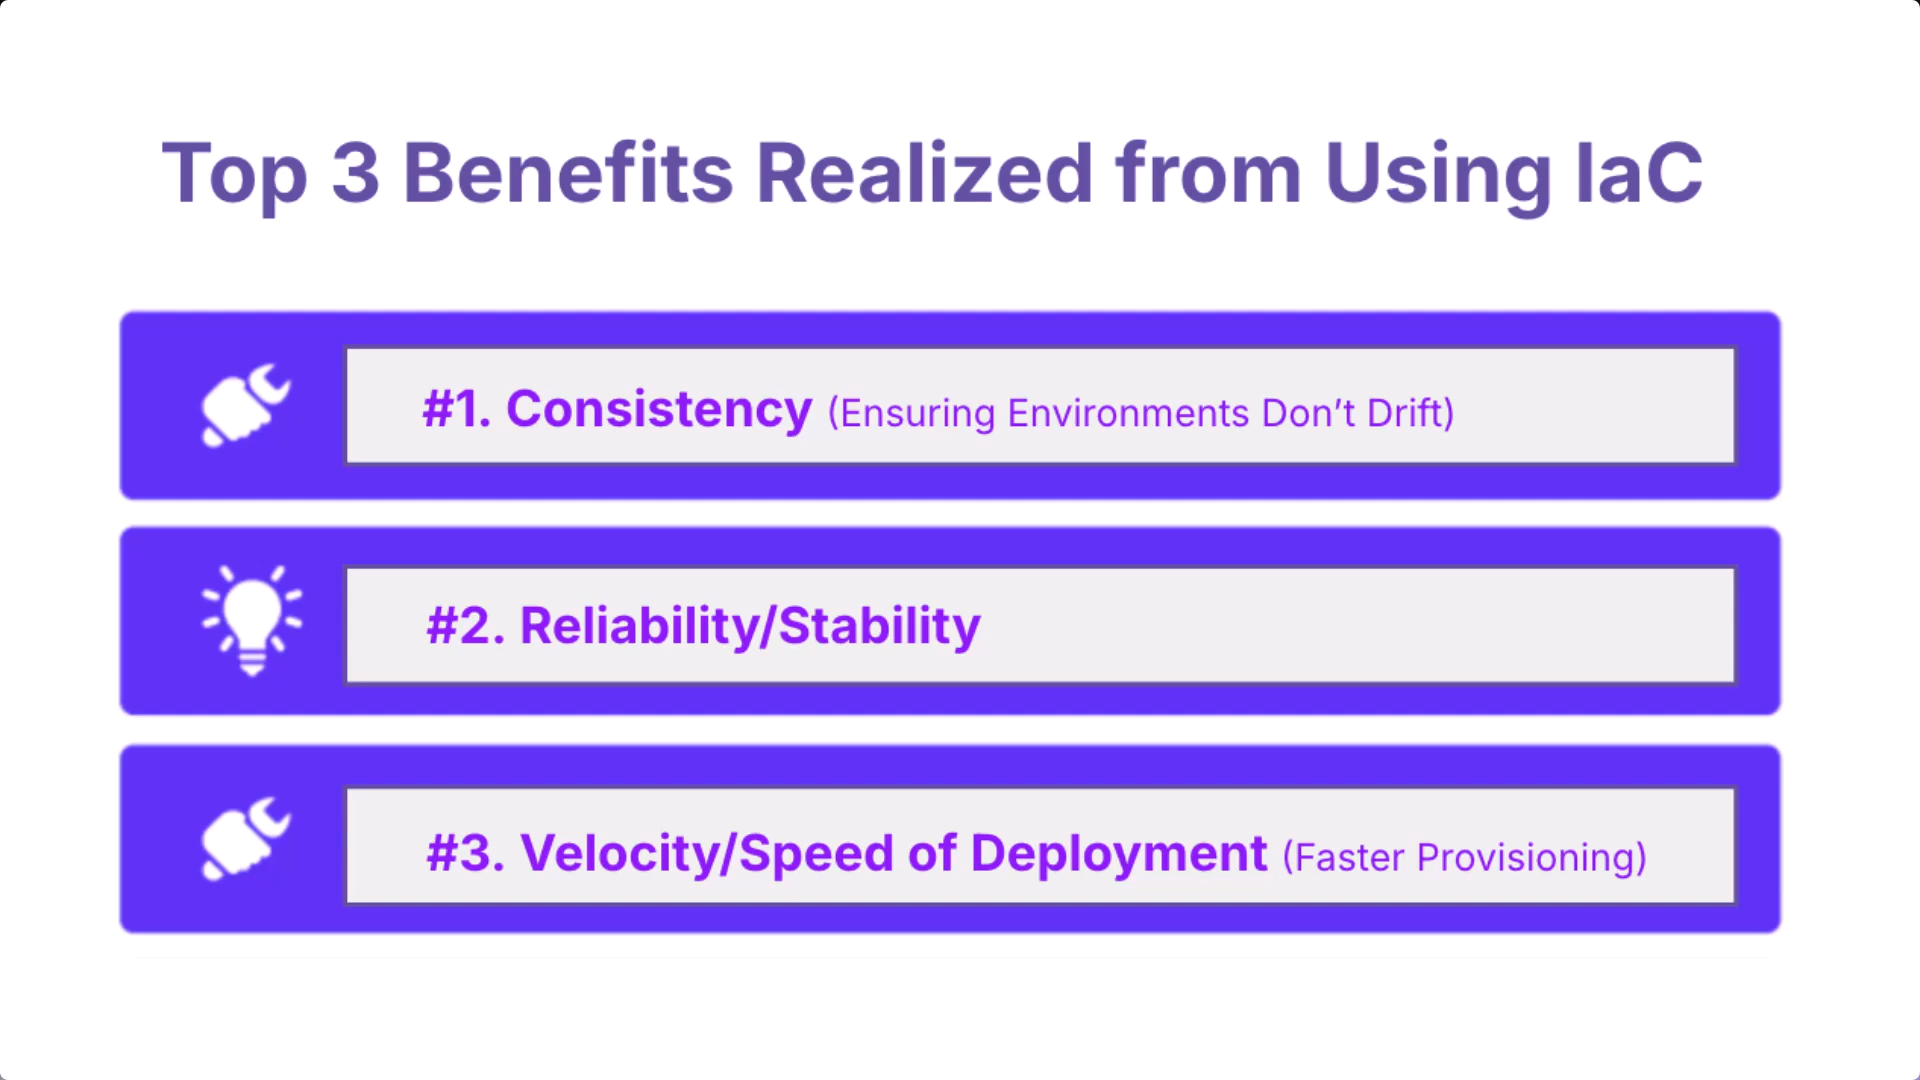 Top 3 Benefits Realized from Using IaC
#1. Consistency (Ensuring Environments Don’t Drift)
#2. Reliability/Stability
#3. Velocity/Speed of Deployment (Faster Provisioning)